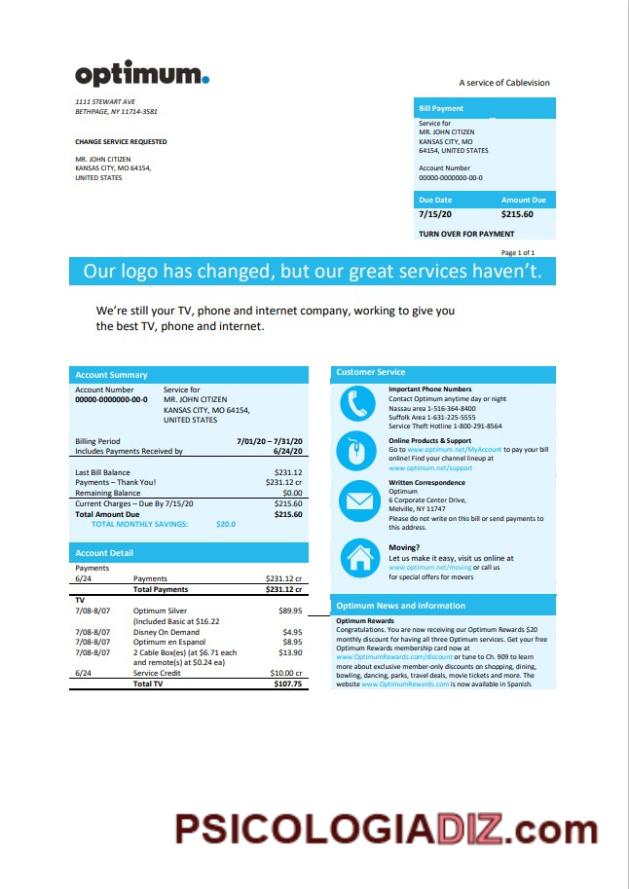 optimum.
A service of Cablevision
1111 STEWART AVE
BETHPAGE, NY 11714-3581
CHANGE SERVICE REQUESTED
MR. JOHN CITIZEN
KANSAS CITY, MO 64154,
UNITED STATES
Bill Payment
Service for
MR. JOHN CITIZEN
KANSAS CITY, MO
64154, UNITED STATES
Account Number
00000-0000000-00-0
Due Date Amount Due
7/15/20 $215.60
TURN OVER FOR PAYMENT
Page 1 of 1
Our logo has changed, but our great services haven't.
We're still your TV, phone and internet company, working to give you
the best TV, phone and internet.
Account Summary
Account Number Service for
00000-0000000-00-0 MR. JOHN CITIZEN
KANSAS CITY, MO 64154,
UNITED STATES
Billing Period 7/01/20 – 7/31/20
Includes Payments Received by 6/24/20
Last Bill Balance $231.12
Payments – Thank You! $231.12 cr
Remaining Balance $0.00
Current Charges – Due By 7/15/20 $215.60
Total Amount Due $215.60
TOTAL MONTHLY SAVINGS: $20.0
Account Detail
Payments
6/24 Payments $231.12 cr
Total Payments $231.12 cr
TV
7/08-8/07 Optimum Silver $89.95
(Included Basic at $16.22
7/08-8/07 Disney On Demand $4.95
7/08-8/07 Optimum en Espanol $8.95
7/08-8/07 2 Cable Box(es) (at $6.71 each $13.90
and remote(s) at $0.24 ea)
6/24 Service Credit $10.00 cr
Total TV $107.75
Customer Service
Important Phone Numbers
Contact Optimum anytime day or night
Nassau area 1-516-364-8400
Suffolk Area 1-631-225-5555
Service Theft Hotline 1-800-291-8564
Online Products & Support
Go to www.optimum.net/MyAccount to pay your bill
online! Find your channel lineup at
www.optimum.net/support
Written Correspondence
Optimum
6 Corporate Center Drive,
Melville, NY 11747
Please do not write on this bill or send payments to
this address.
Moving?
Let us make it easy, visit us online at
www.optimum.net/moving or call us
for special offers for movers
Optimum News and Information
Optimum Rewards
Congratulations. You are now receiving our Optimum Rewards $20
monthly discount for having all three Optimum services. Get your free
Optimum Rewards membership card now at
www.OptimumRewards.com/discount or tune to Ch. 909 to learn
more about exclusive member-only discounts on shopping, dining,
bowling, dancing, parks, travel deals, movie tickets and more. The
website www.OptimumRewards.com is now available in Spanish.
PSICOLOGIADIZ.com